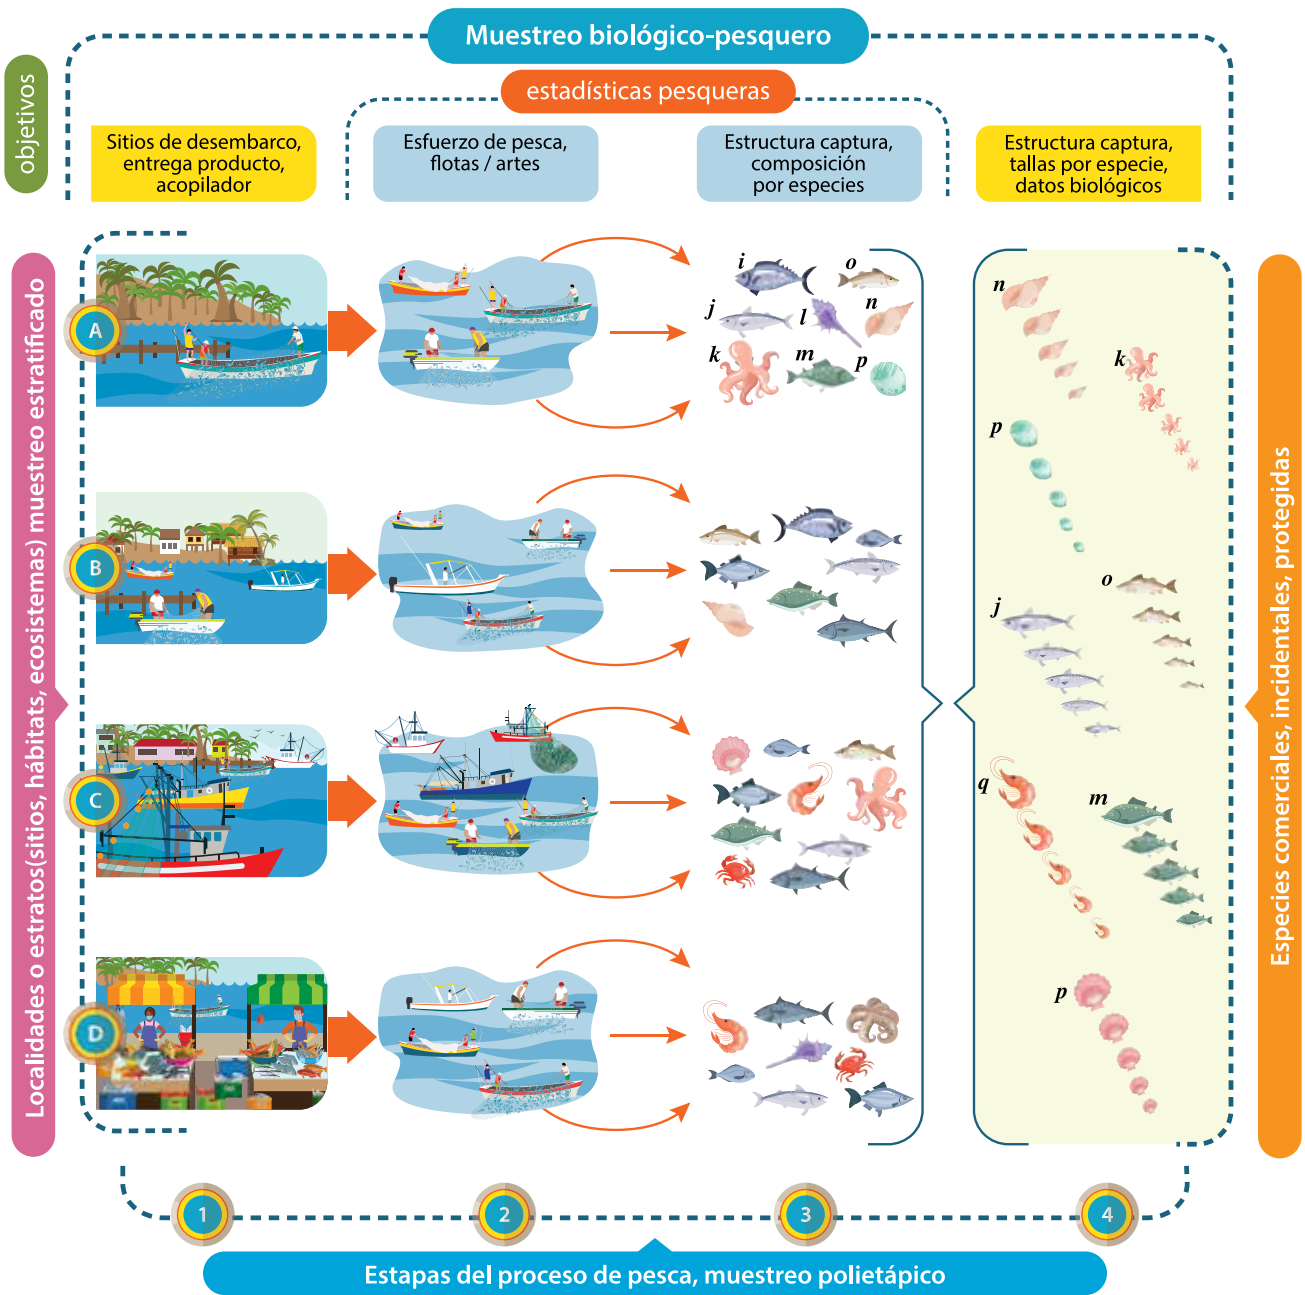 Muestreo biológico-pesquero
estadísticas pesqueras
objetivos
Sitios de desembarco,
entrega producto,
acopilador
Esfuerzo de pesca,
flotas / artes
Estructura captura,
composición
por especies
Estructura captura,
tallas por especie,
datos biológicos
Localidades o estratos(sitios, hábitats, ecosistemas) muestreo estratificado
Especies comerciales, incidentales, protegidas
A
i
o
j
l
n
k
m
p
B
C
D
n
k
p
o
j
q
m
p
1
2
3
4
Estapas del proceso de pesca, muestreo polietápico